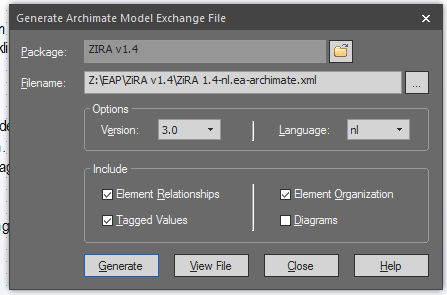 Generate Archimate Model Exchange File
Package: ZIRA v1.4
Filename: Z:\EAP\ZiRA v1.4\ZiRA 1.4-nl.ea-archimate.xml ...
Options
Version: 3.0 Language: nl
Include
Element Relationships Element Organization
Tagged Values Diagrams
Generate View File Close Help